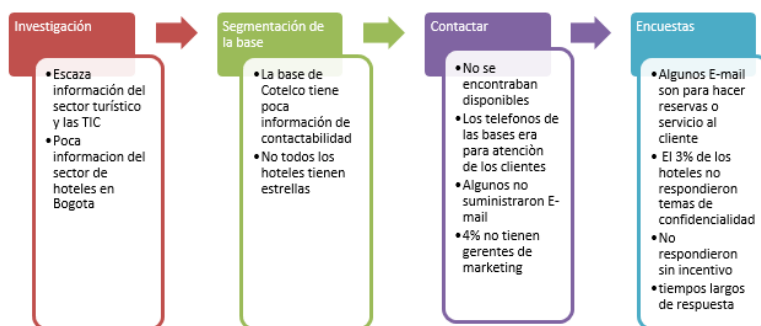 Investigación
• Escaza
información del
sector turístico
y las TIC
• Poca
informacion del
sector de
hoteles en
Bogota
Segmentación de
la base
• La base de
Cotelco tiene
poca
información de
contactabilidad
• No todos los
hoteles tienen
estrellas
Contactar
• No se
encontraban
disponibles
• Los telefonos de
las bases era
para atenciòn
de los clientes
• Algunos no
suministraron E-
mail
• 4% no tienen
gerentes de
marketing
Encuestas
• Algunos E-mail
son para hacer
reservas o
servicio al
cliente
• El 3% de los
hoteles no
respondieron
temas de
confidencialidad
• No
respondieron
sin incentivo
• tiempos largos
de respuesta